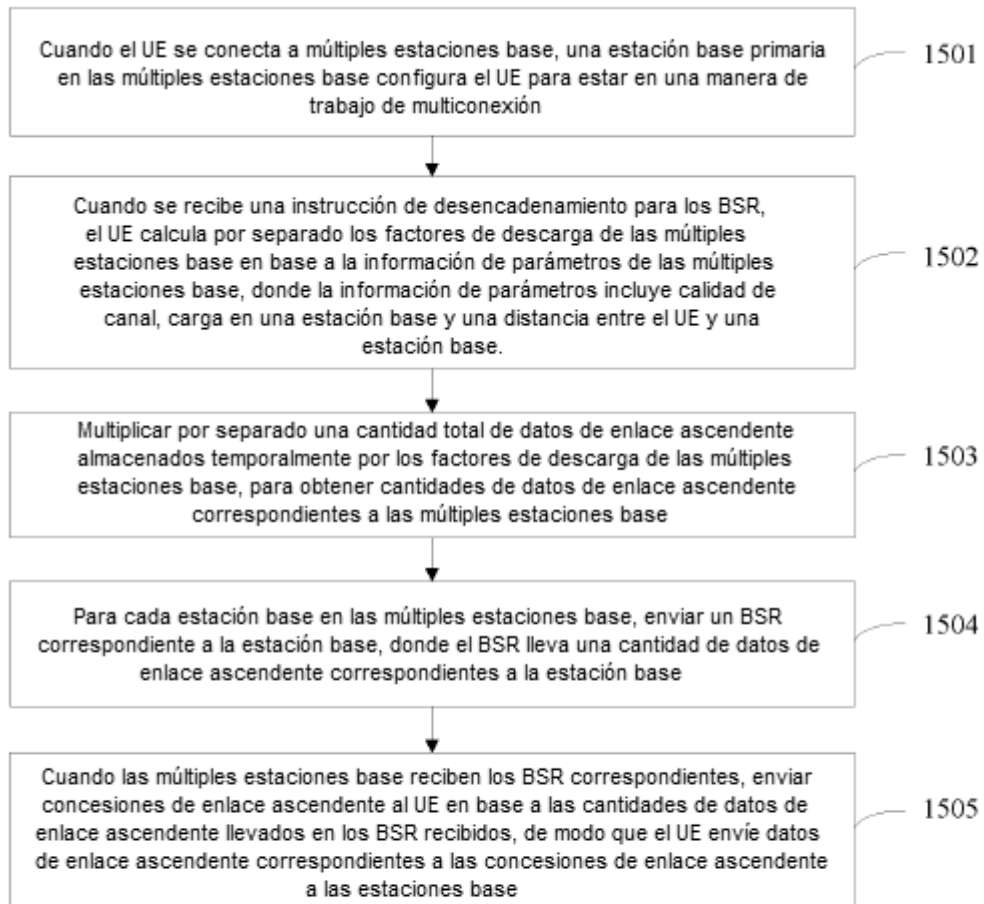 Cuando el UE se conecta a múltiples estaciones base, una estación base primaria
en las múltiples estaciones base configura el UE para estar en una manera de
trabajo de multiconexión
1501
Cuando se recibe una instrucción de desencadenamiento para los BSR,
el UE calcula por separado los factores de descarga de las múltiples
estaciones base en base a la información de parámetros de las múltiples
estaciones base, donde la información de parámetros incluye calidad de
canal, carga en una estación base y una distancia entre el UE y una
estación base.
1502
Multiplicar por separado una cantidad total de datos de enlace ascendente
almacenados temporalmente por los factores de descarga de las múltiples
estaciones base, para obtener cantidades de datos de enlace ascendente
correspondientes a las múltiples estaciones base
1503
Para cada estación base en las múltiples estaciones base, enviar un BSR
correspondiente a la estación base, donde el BSR lleva una cantidad de datos de
enlace ascendente correspondientes a la estación base
1504
Cuando las múltiples estaciones base reciben los BSR correspondientes, enviar
concesiones de enlace ascendente al UE en base a las cantidades de datos de
enlace ascendente llevados en los BSR recibidos, de modo que el UE envíe datos
de enlace ascendente correspondientes a las concesiones de enlace ascendente
a las estaciones base
1505